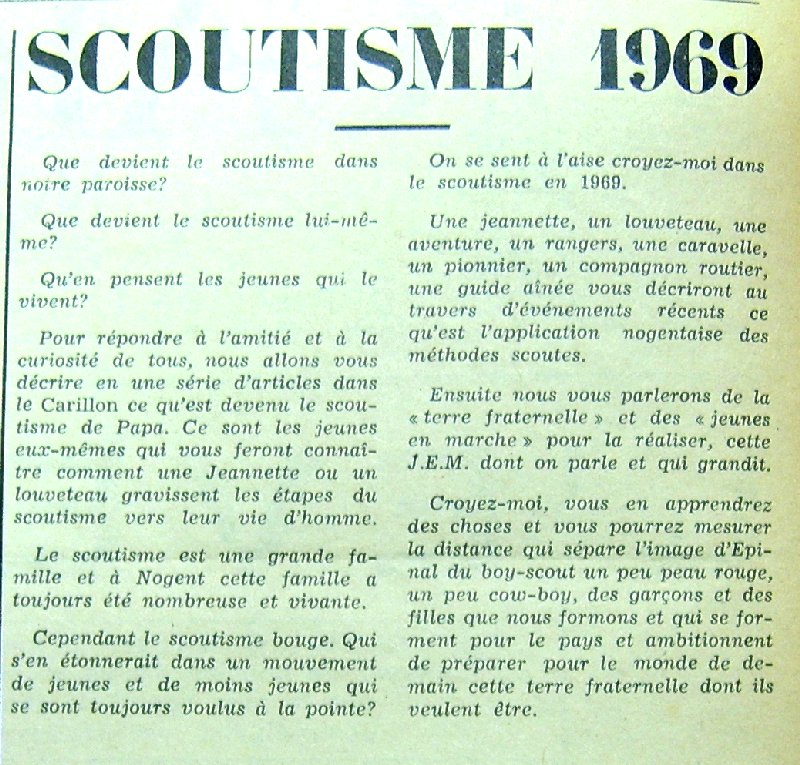 SCOUTISME 1969
Que devient le scoutisme dans
notre paroisse?
Que devient le scoutisme lui-mê-
me?
Qu'en pensent les jeunes qui le
vivent?
Pour répondre à l'amitié et à la
curiosité de tous, nous allons vous
décrire en une série d'articles dans
le Carillon ce qu'est devenu le scou-
tisme de Papa. Ce sont les jeunes
eux-mêmes qui vous feront connaî-
tre comment une Jeannette ou un
louveteau gravissent les étapes du
scoutisme vers leur vie d'homme.
Le scoutisme est une grande fa-
mille et à Nogent cette famille a
toujours été nombreuse et vivante.
Cependant le scoutisme bouge. Qui
s'en étonnerait dans un mouvement
de jeunes et de moins jeunes qui
se sont toujours voulus à la pointe?
On se sent à l'aise croyez-moi dans
le scoutisme en 1969.
Une jeannette, un louveteau, une
aventure, un rangers, une caravelle,
un pionnier, un compagnon routier,
une guide aînée vous décriront au
travers d'événements récents ce
qu'est l'application nogentaise des
méthodes scoutes.
Ensuite nous vous parlerons de la
« terre fraternelle » et des « jeunes
en marche » pour la réaliser, cette
J.E.M. dont on parle et qui grandit.
Croyez-moi, vous en apprendrez
des choses et vous pourrez mesurer
la distance qui sépare l'image d'Epi-
nal du boy-scout un peu peau rouge,
un peu cow-boy, des garçons et des
filles que nous formons et qui se for-
ment pour le pays et ambitionnent
de préparer pour le monde de de-
main cette terre fraternelle dont ils
veulent être.